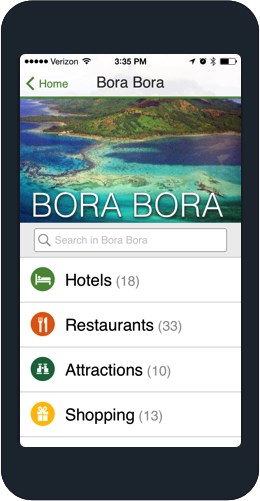 Verizon 3:35 PM
Home Bora Bora
BORA BORA
Search in Bora Bora
Hotels (18)
Restaurants (33)
Attractions (10)
Shopping (13)